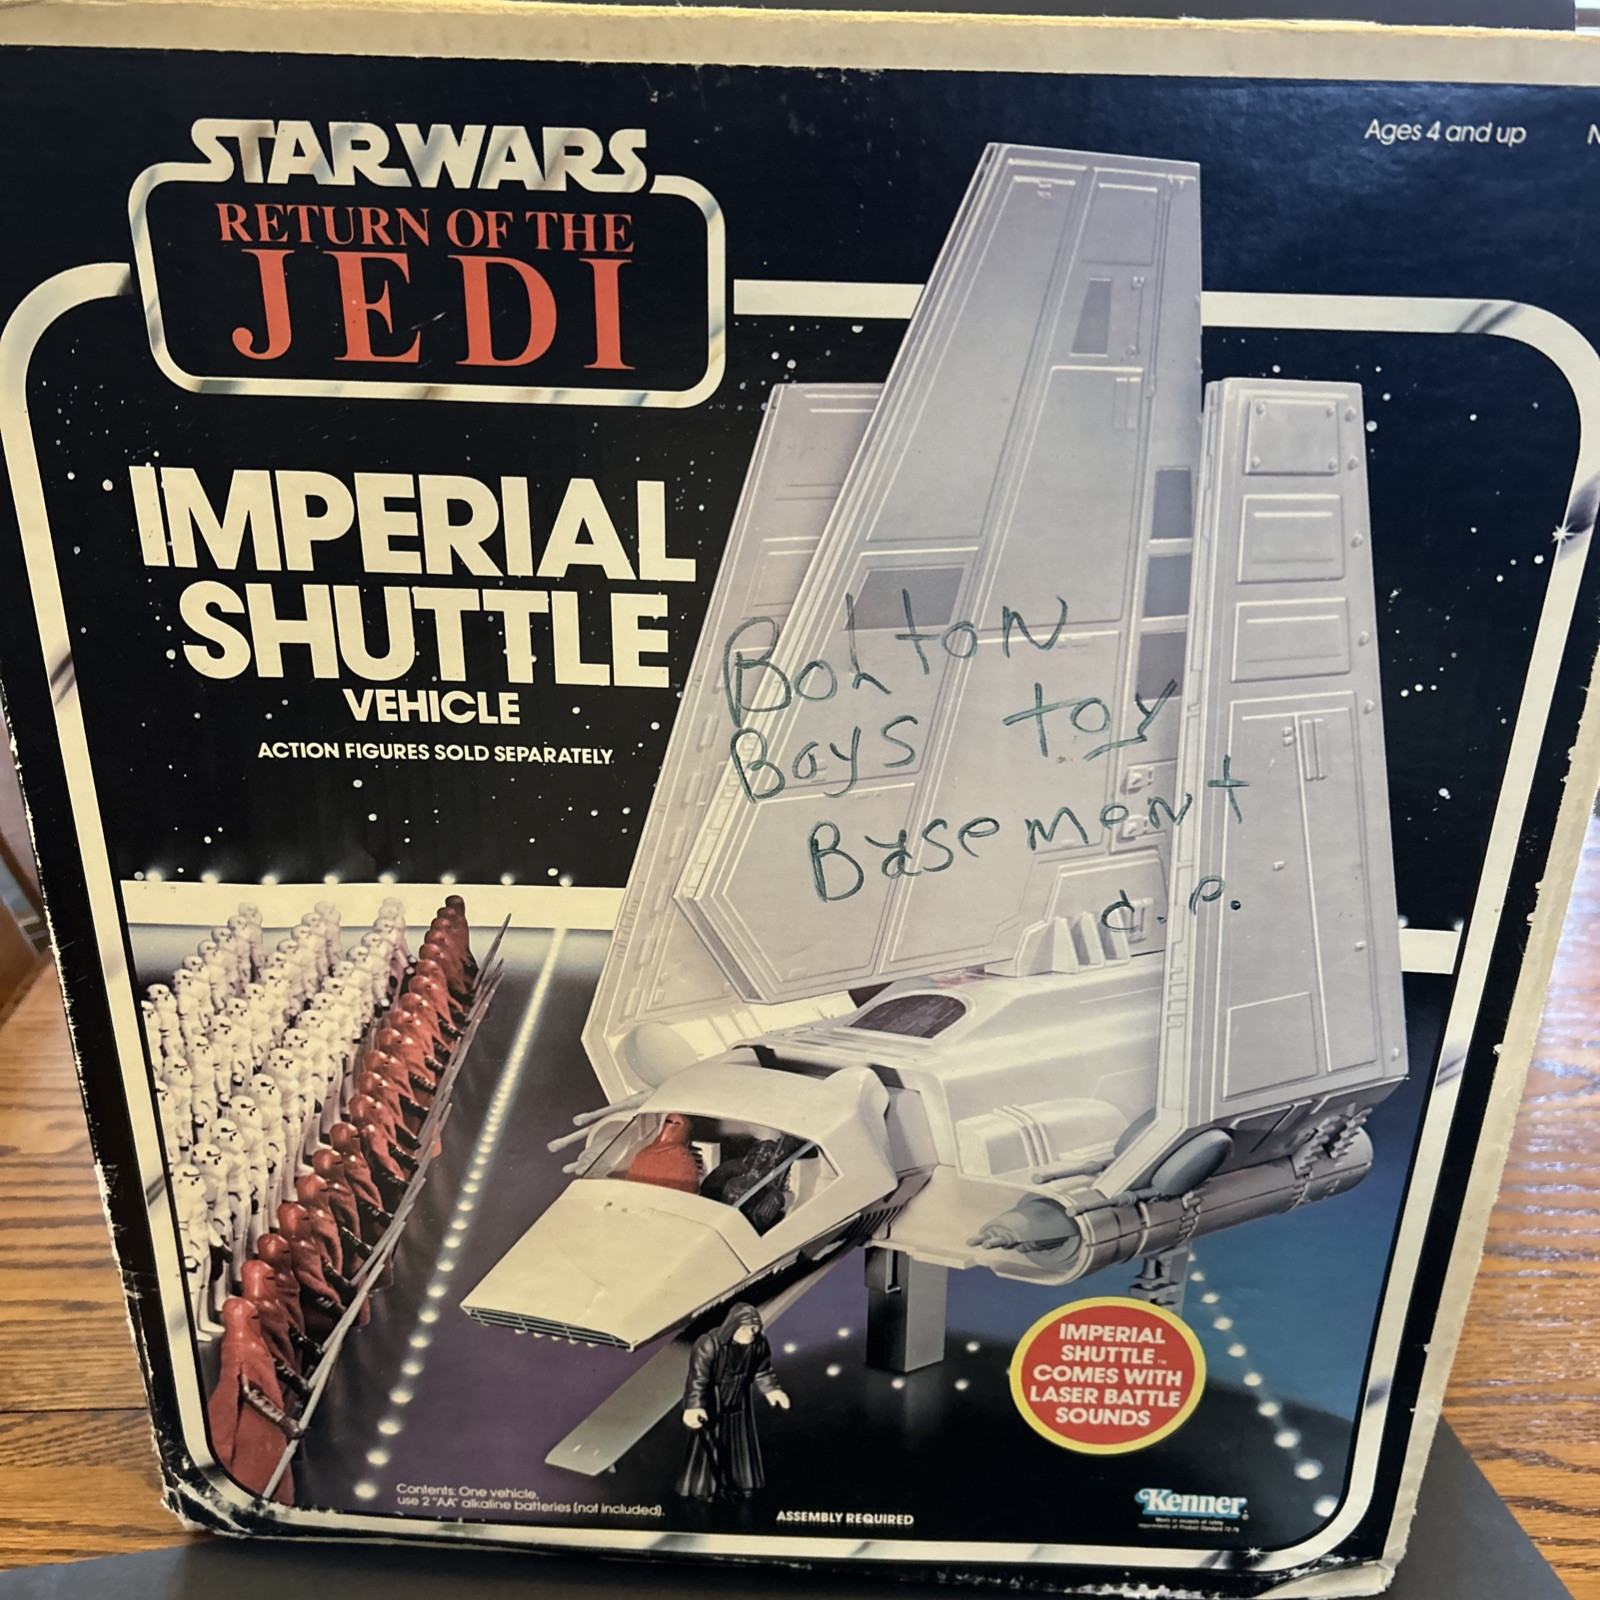 Ages 4 and up
STAR WARS
RETURN OF THE
JEDI
IMPERIAL
SHUTTLE
VEHICLE
ACTION FIGURES SOLD SEPARATELY
Bolton
Boys toy
Basement
d.p.
IMPERIAL
SHUTTLE™
COMES WITH
LASER BATTLE
SOUNDS
Contents: One vehicle,
use 2 "AA" alkaline batteries (not included).
ASSEMBLY REQUIRED
Kenner®